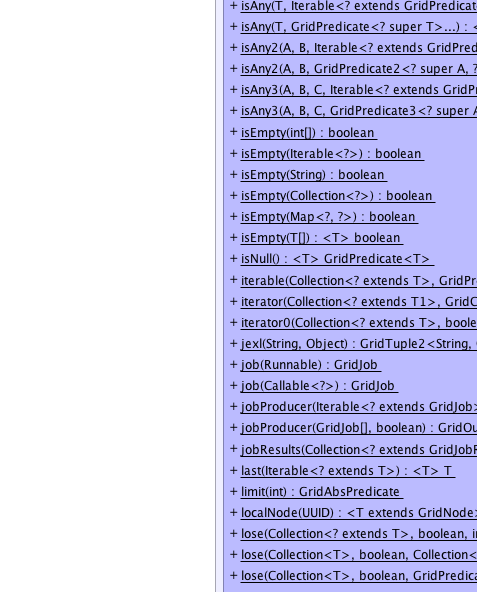 + isAny(T, Iterable<? extends GridPredicat
+ isAny(T, GridPredicate<? super T>...) : <
+ isAny2(A, B, Iterable<? extends GridPred
+ isAny2(A, B, GridPredicate2<? super A, ?
+ isAny3(A, B, C, Iterable<? extends GridPr
+ isAny3(A, B, C, GridPredicate3<? super A
+ isEmpty(int[]) : boolean
+ isEmpty(Iterable<?>) : boolean
+ isEmpty(String) : boolean
+ isEmpty(Collection<?>) : boolean
+ isEmpty(Map<?, ?>) : boolean
+ isEmpty(T[]) : <T> boolean
+ isNull() : <T> GridPredicate<T>
+ iterable(Collection<? extends T>, GridPr
+ iterator(Collection<? extends T1>, GridC
+ iterator0(Collection<? extends T>, boole
+ jexl(String, Object) : GridTuple2<String,
+ job(Runnable) : GridJob
+ job(Callable<?>) : GridJob
+ jobProducer(Iterable<? extends GridJob>
+ jobProducer(GridJob[], boolean) : GridOu
+ jobResults(Collection<? extends GridJobR
+ last(Iterable<? extends T>) : <T> T
+ limit(int) : GridAbsPredicate
+ localNode(UUID) : <T extends GridNode>
+ lose(Collection<? extends T>, boolean, i
+ lose(Collection<T>, boolean, Collection<
+ lose(Collection<T>, boolean, GridPredica